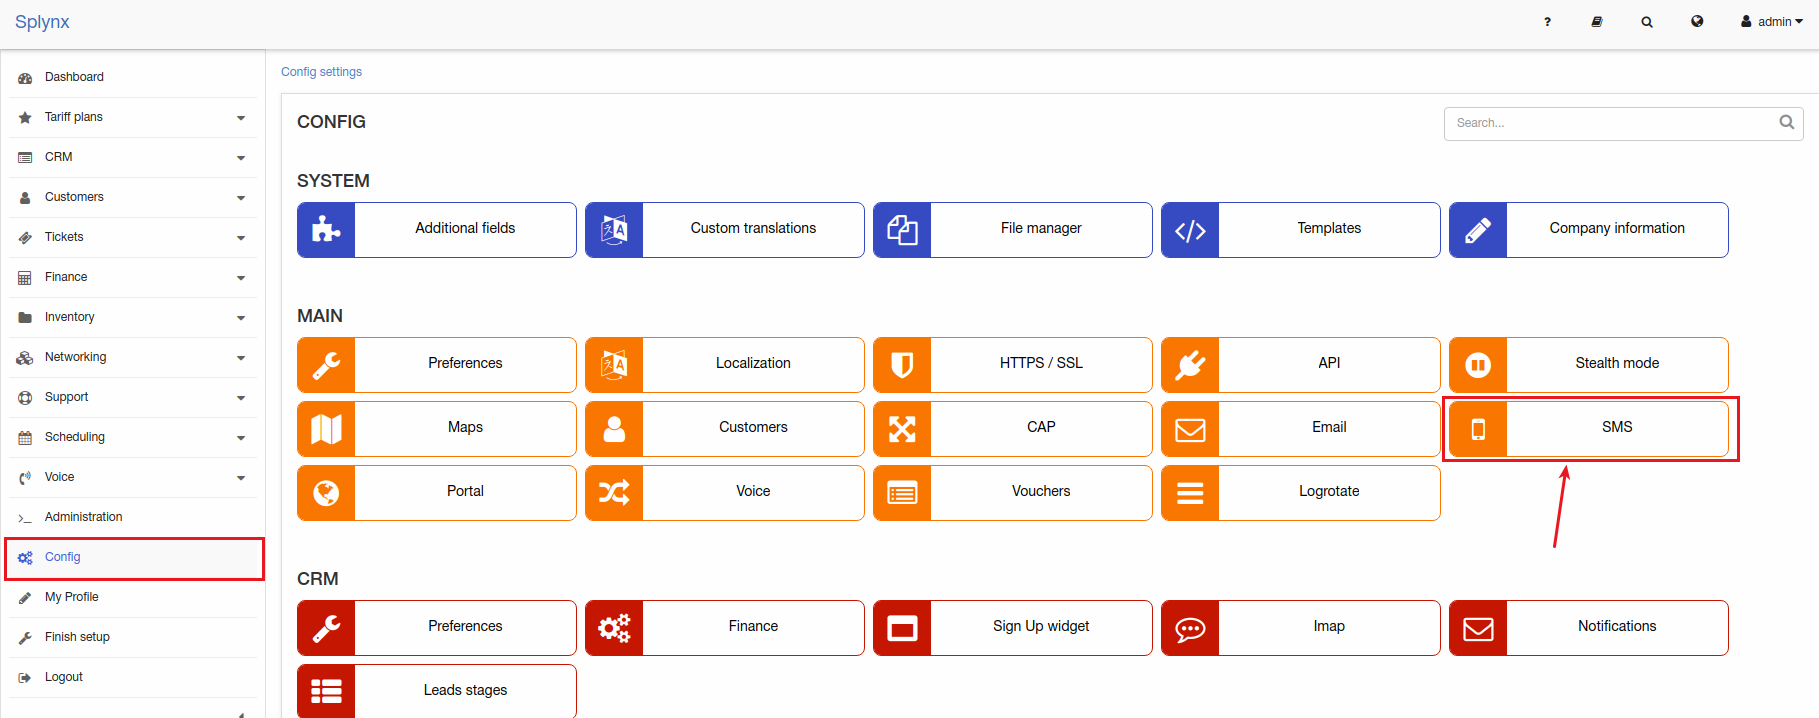 Splynx
? admin
Dashboard
Tariff plans
CRM
Customers
Tickets
Finance
Inventory
Networking
Support
Scheduling
Voice
Administration
Config
My Profile
Finish setup
Logout
Config settings
CONFIG
Search...
SYSTEM
Additional fields
Custom translations
File manager
Templates
Company information
MAIN
Preferences
Localization
HTTPS / SSL
API
Stealth mode
Maps
Customers
CAP
Email
SMS
Portal
Voice
Vouchers
Logrotate
CRM
Preferences
Finance
Sign Up widget
Imap
Notifications
Leads stages